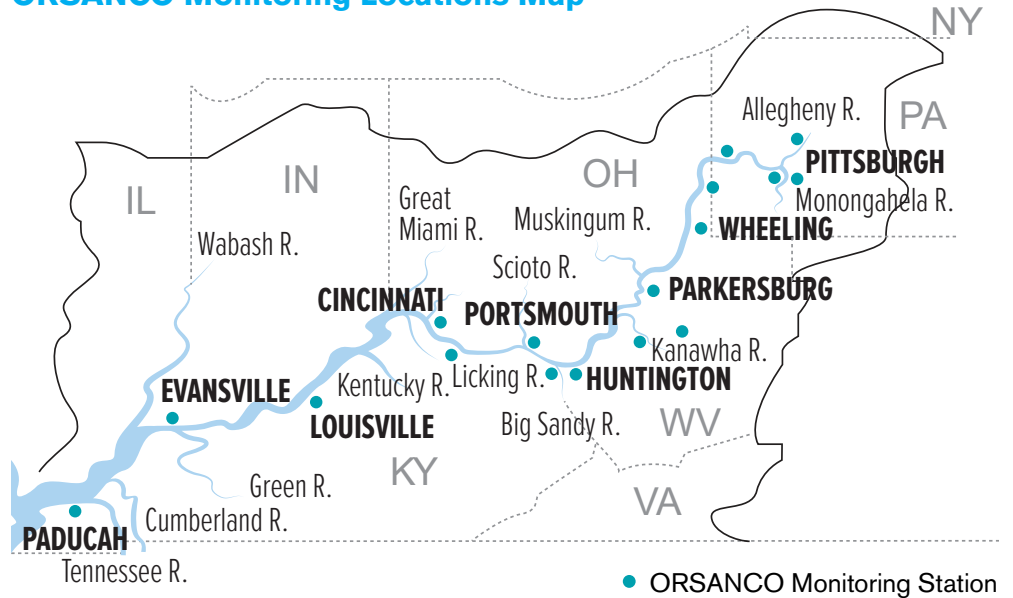 ORSANCO Monitoring Locations Map
NY
Allegheny R.
PA
PITTSBURGH
OH
IN
IL
Great
Miami R.
Monongahela R.
Muskingum R.
WHEELING
Wabash R.
Scioto R.
PARKERSBURG
CINCINNATI
PORTSMOUTH
Kanawha R.
Kentucky R.
Licking R.
HUNTINGTON
EVANSVILLE
LOUISVILLE
Big Sandy R.
WV
KY
Green R.
VA
Cumberland R.
PADUCAH
Tennessee R.
ORSANCO Monitoring Station